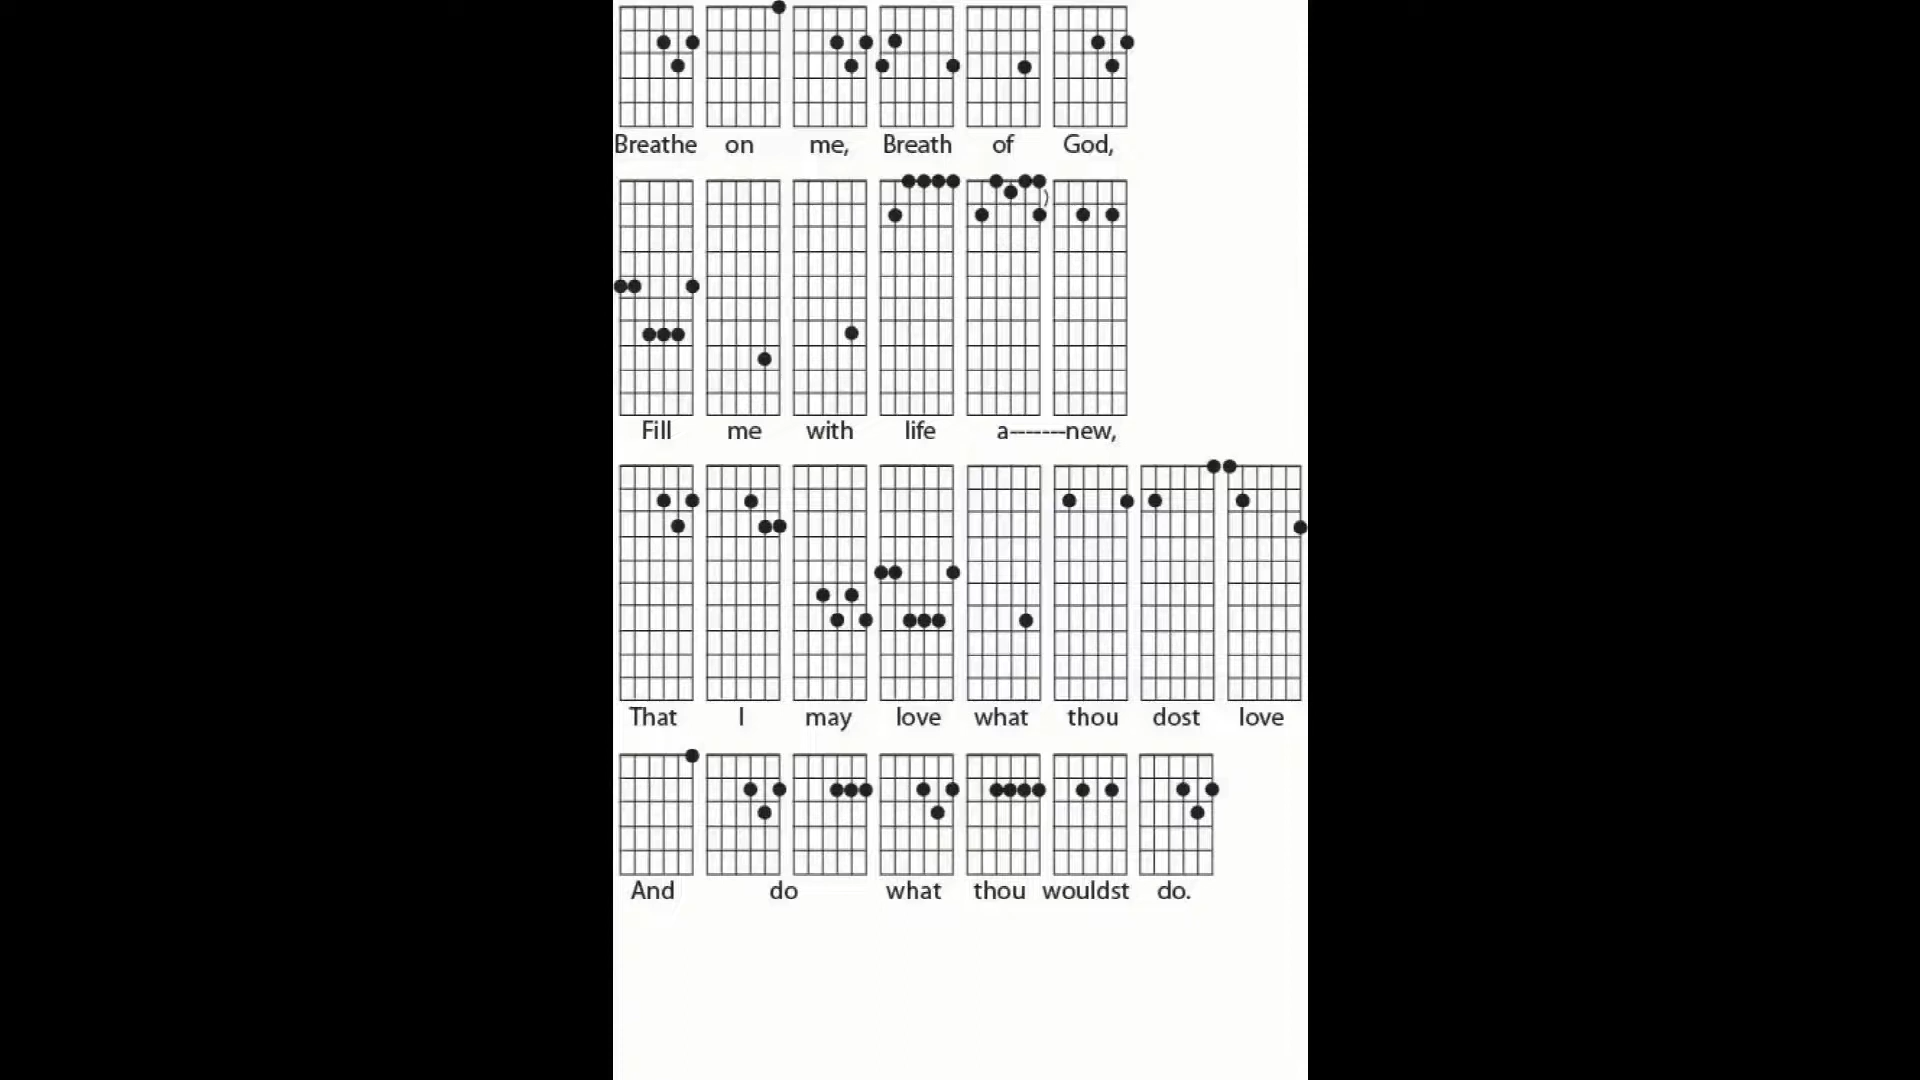 Breathe on me, Breath of God,
Fill me with life a-------new,
That I may love what thou dost love
And do what thou wouldst do.